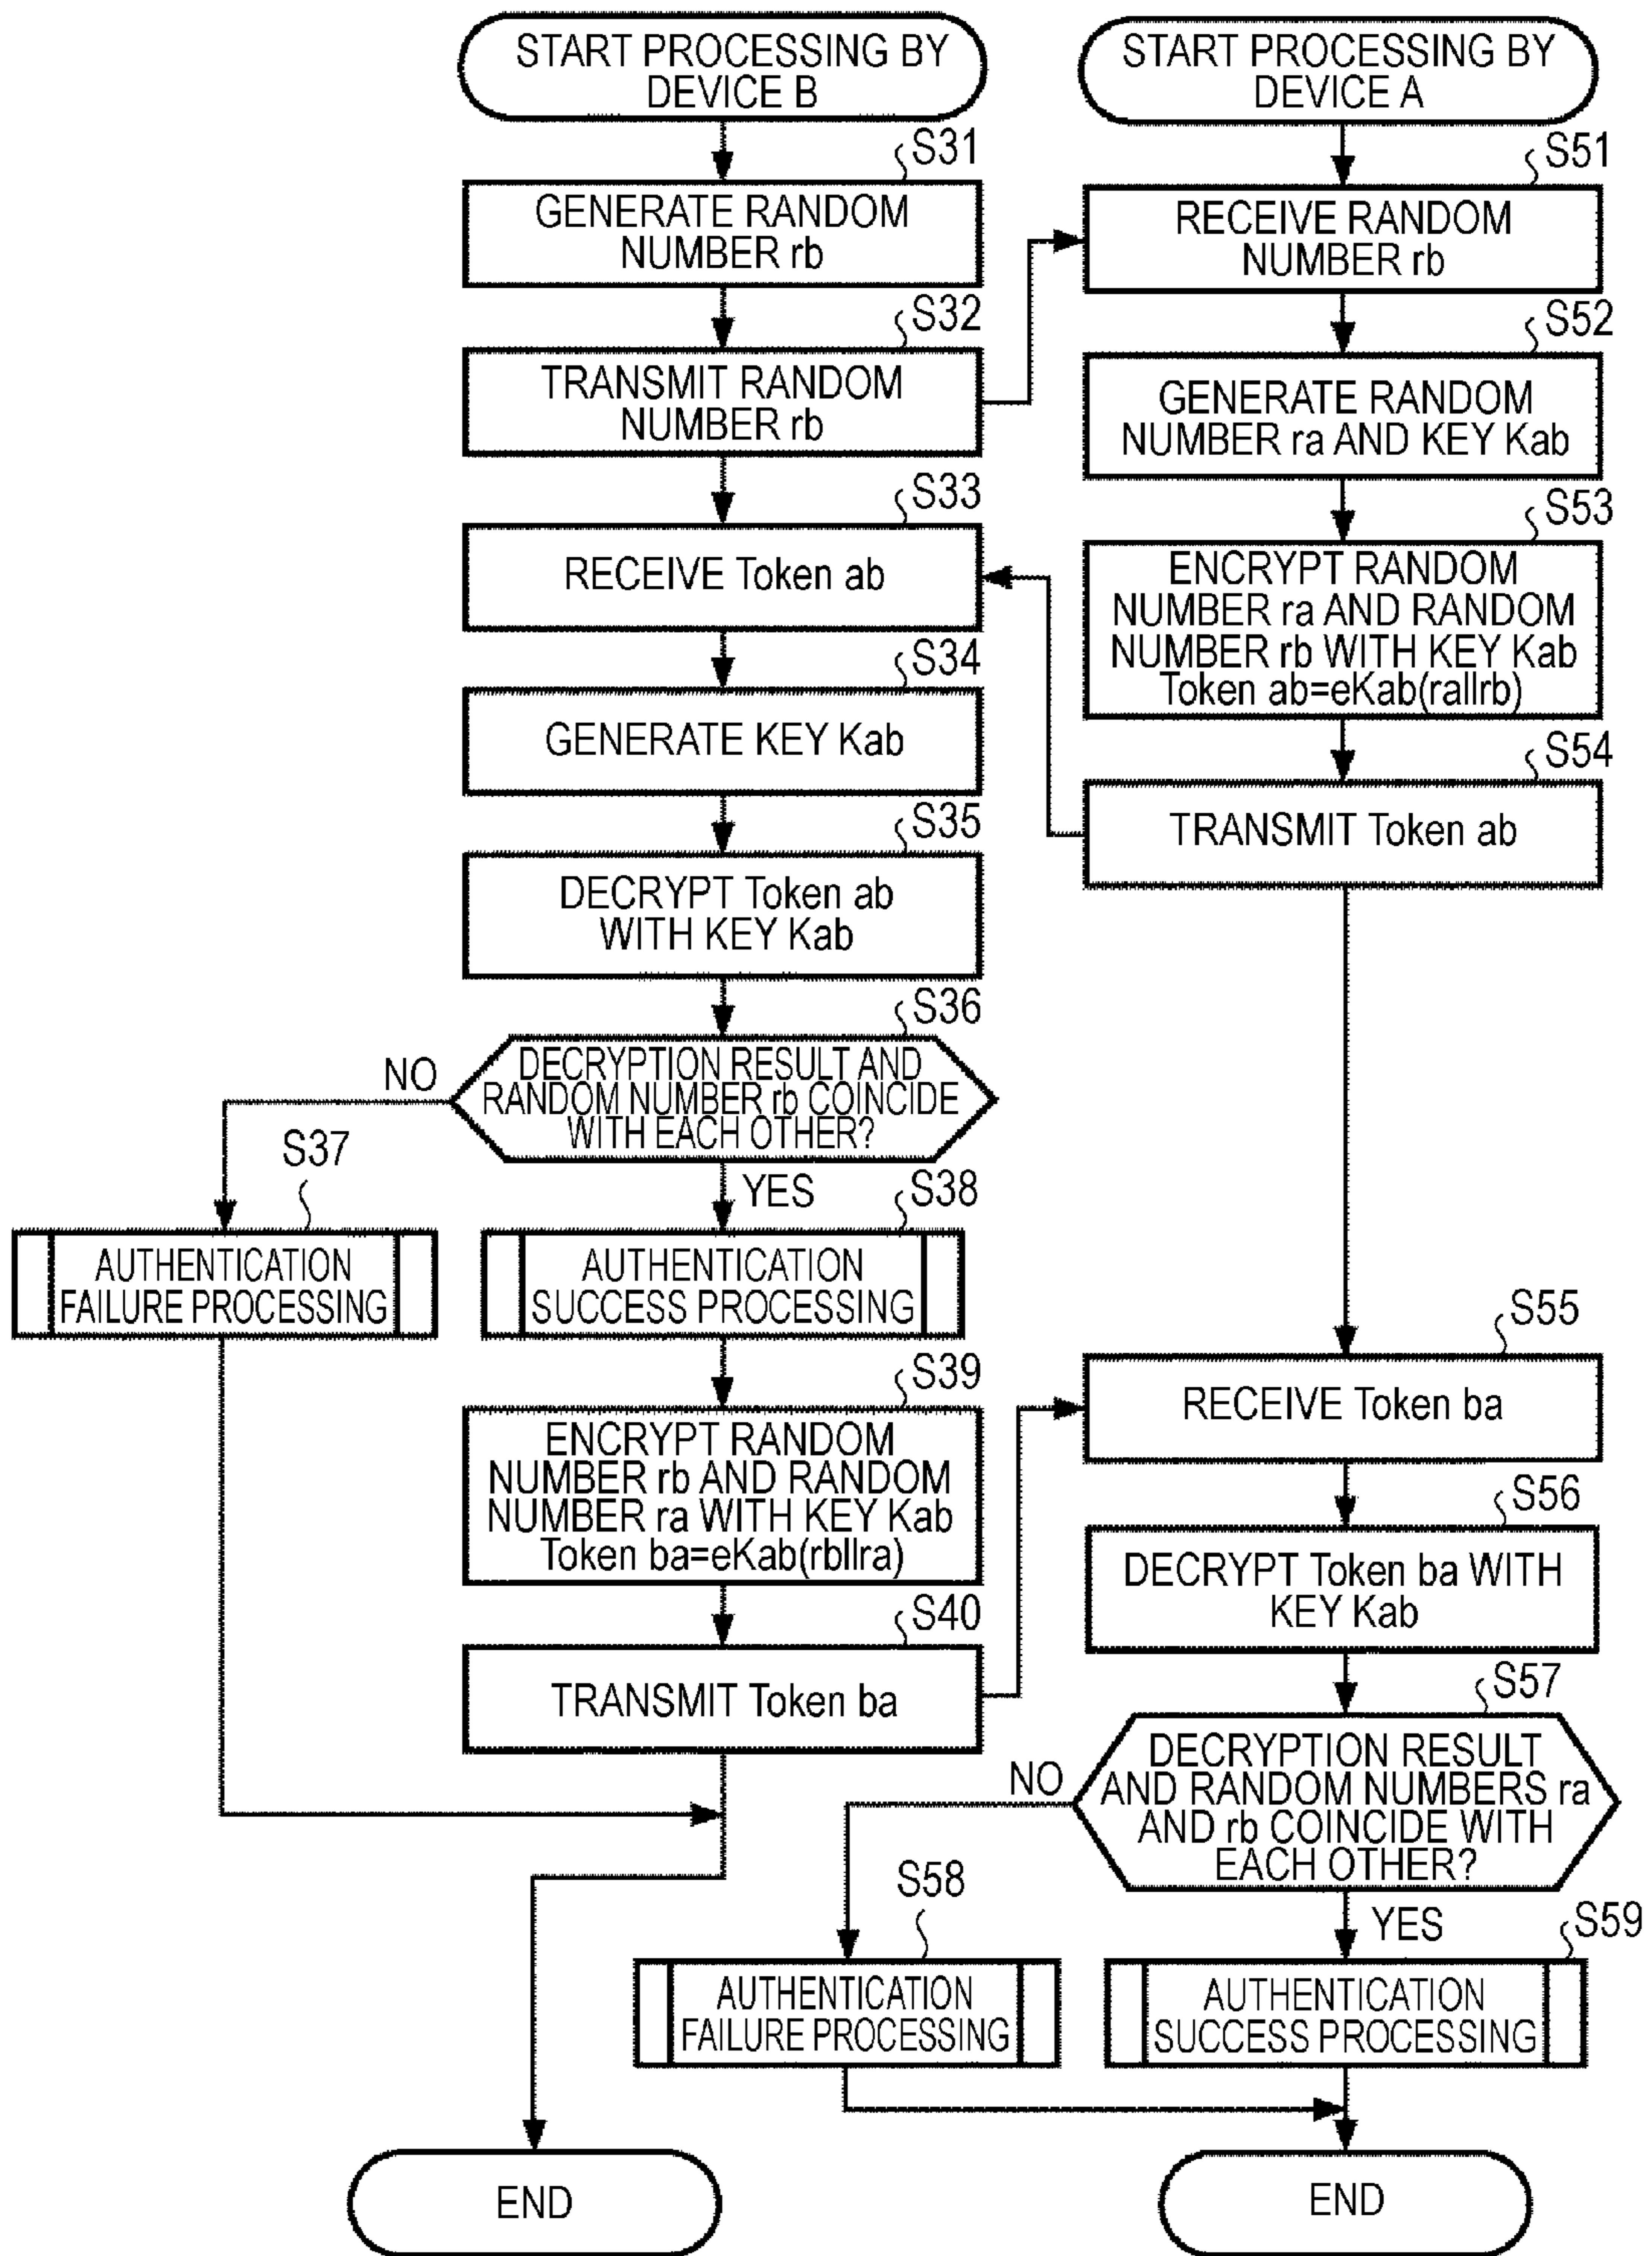 START PROCESSING BY
DEVICE B
S31
GENERATE RANDOM
NUMBER rb
S32
TRANSMIT RANDOM
NUMBER rb
S33
RECEIVE Token ab
S34
GENERATE KEY Kab
S35
DECRYPT Token ab
WITH KEY Kab
S36
DECRYPTION RESULT AND
RANDOM NUMBER rb COINCIDE
WITH EACH OTHER?
NO
S37
AUTHENTICATION
FAILURE PROCESSING
YES
S38
AUTHENTICATION
SUCCESS PROCESSING
S39
ENCRYPT RANDOM
NUMBER rb AND RANDOM
NUMBER ra WITH KEY Kab
Token ba=eKab(rbllra)
S40
TRANSMIT Token ba
END
START PROCESSING BY
DEVICE A
S51
RECEIVE RANDOM
NUMBER rb
S52
GENERATE RANDOM
NUMBER ra AND KEY Kab
S53
ENCRYPT RANDOM
NUMBER ra AND RANDOM
NUMBER rb WITH KEY Kab
Token ab=eKab(rallrb)
S54
TRANSMIT Token ab
S55
RECEIVE Token ba
S56
DECRYPT Token ba WITH
KEY Kab
S57
DECRYPTION RESULT
AND RANDOM NUMBERS ra
AND rb COINCIDE WITH
EACH OTHER?
NO
S58
AUTHENTICATION
FAILURE PROCESSING
YES
S59
AUTHENTICATION
SUCCESS PROCESSING
END